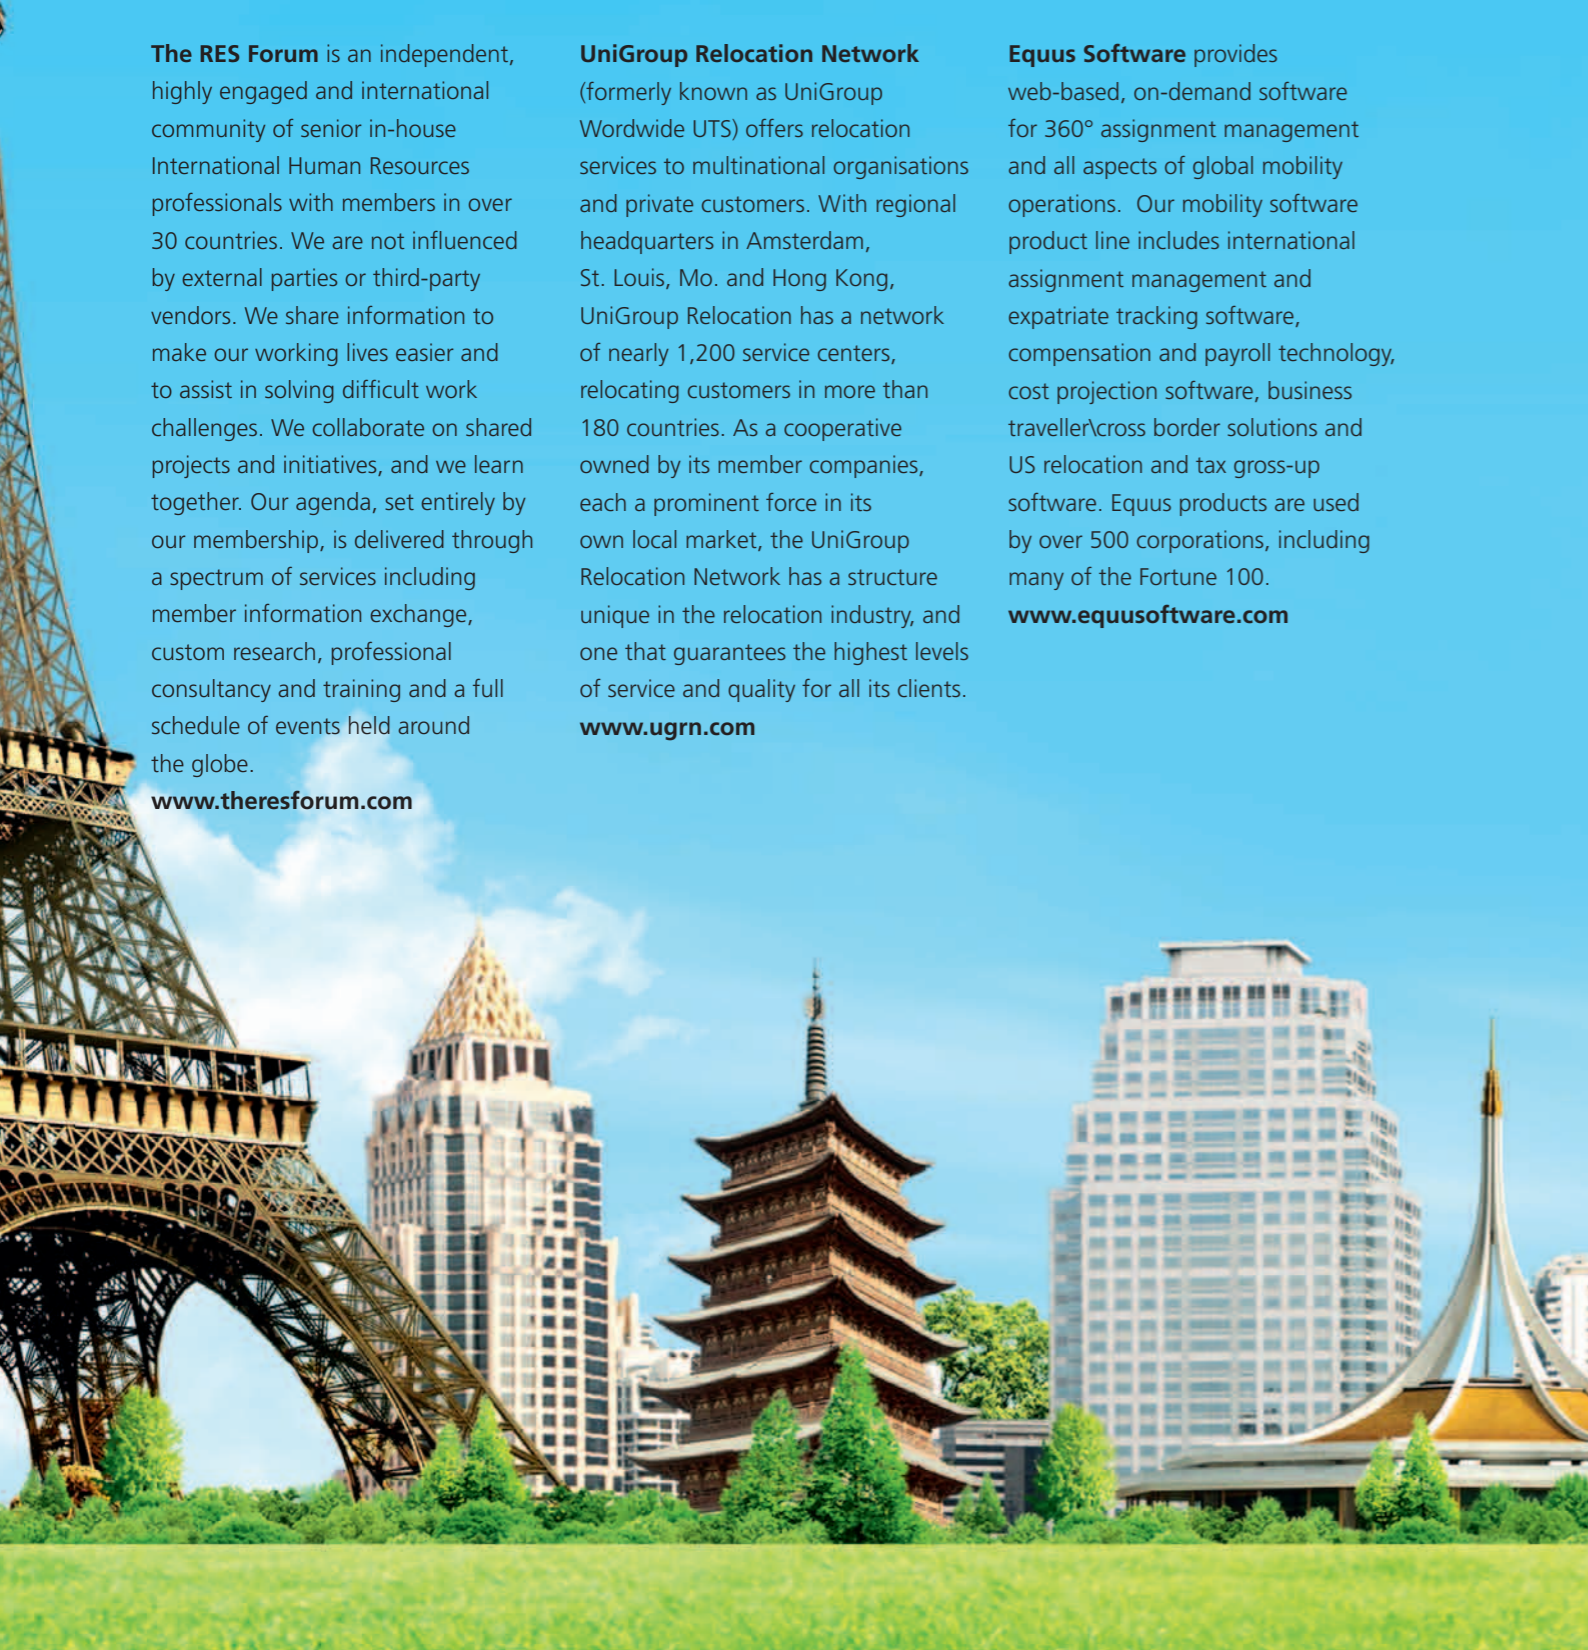 The RES Forum is an independent,
highly engaged and international
community of senior in-house
International Human Resources
professionals with members in over
30 countries. We are not influenced
by external parties or third-party
vendors. We share information to
make our working lives easier and
to assist in solving difficult work
challenges. We collaborate on shared
projects and initiatives, and we learn
together. Our agenda, set entirely by
our membership, is delivered through
a spectrum of services including
member information exchange,
custom research, professional
consultancy and training and a full
schedule of events held around
the globe.
www.theresforum.com
UniGroup Relocation Network
(formerly known as UniGroup
Wordwide UTS) offers relocation
services to multinational organisations
and private customers. With regional
headquarters in Amsterdam,
St. Louis, Mo. and Hong Kong,
UniGroup Relocation has a network
of nearly 1,200 service centers,
relocating customers in more than
180 countries. As a cooperative
owned by its member companies,
each a prominent force in its
own local market, the UniGroup
Relocation Network has a structure
unique in the relocation industry, and
one that guarantees the highest levels
of service and quality for all its clients.
www.ugrn.com
Equus Software provides
web-based, on-demand software
for 360° assignment management
and all aspects of global mobility
operations.  Our mobility software
product line includes international
assignment management and
expatriate tracking software,
compensation and payroll technology,
cost projection software, business
traveller\cross border solutions and
US relocation and tax gross-up
software. Equus products are used
by over 500 corporations, including
many of the Fortune 100.
www.equusoftware.com